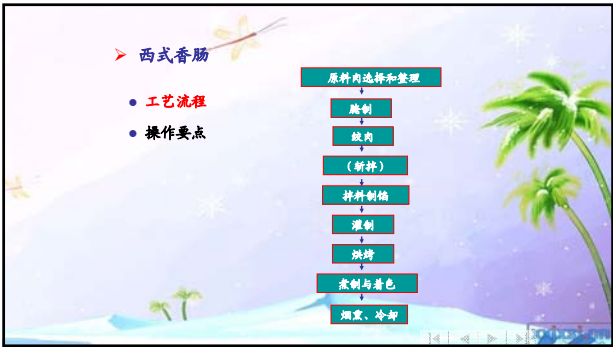 西式香肠
工艺流程
操作要点
原料肉选择和整理
腌制
绞肉
（斩拌）
拌料制馅
灌制
烘烤
煮制与着色
烟熏、冷却